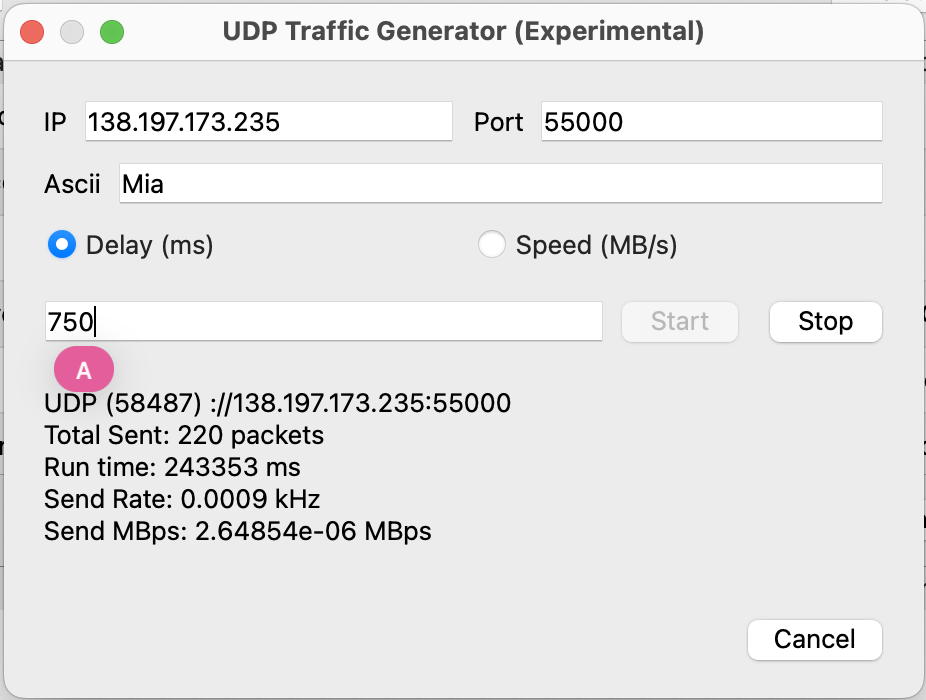 UDP Traffic Generator (Experimental)
IP 138.197.173.235 Port 55000
Ascii Mia
Delay (ms) Speed (MB/s)
750 Start Stop
A
UDP (58487) ://138.197.173.235:55000
Total Sent: 220 packets
Run time: 243353 ms
Send Rate: 0.0009 kHz
Send MBps: 2.64854e-06 MBps
Cancel